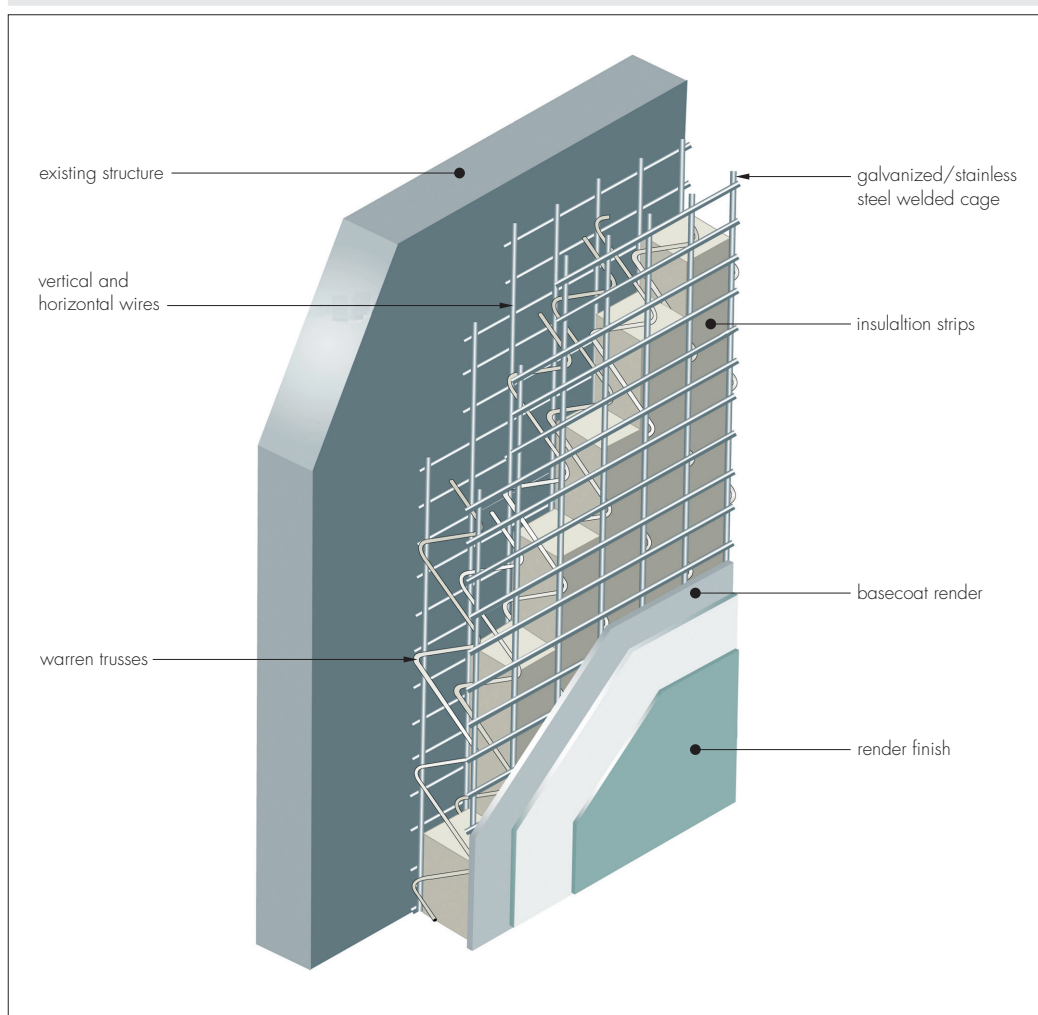 existing structure
galvanized/stainless
steel welded cage
vertical and
horizontal wires
insulaltion strips
basecoat render
warren trusses
render finish